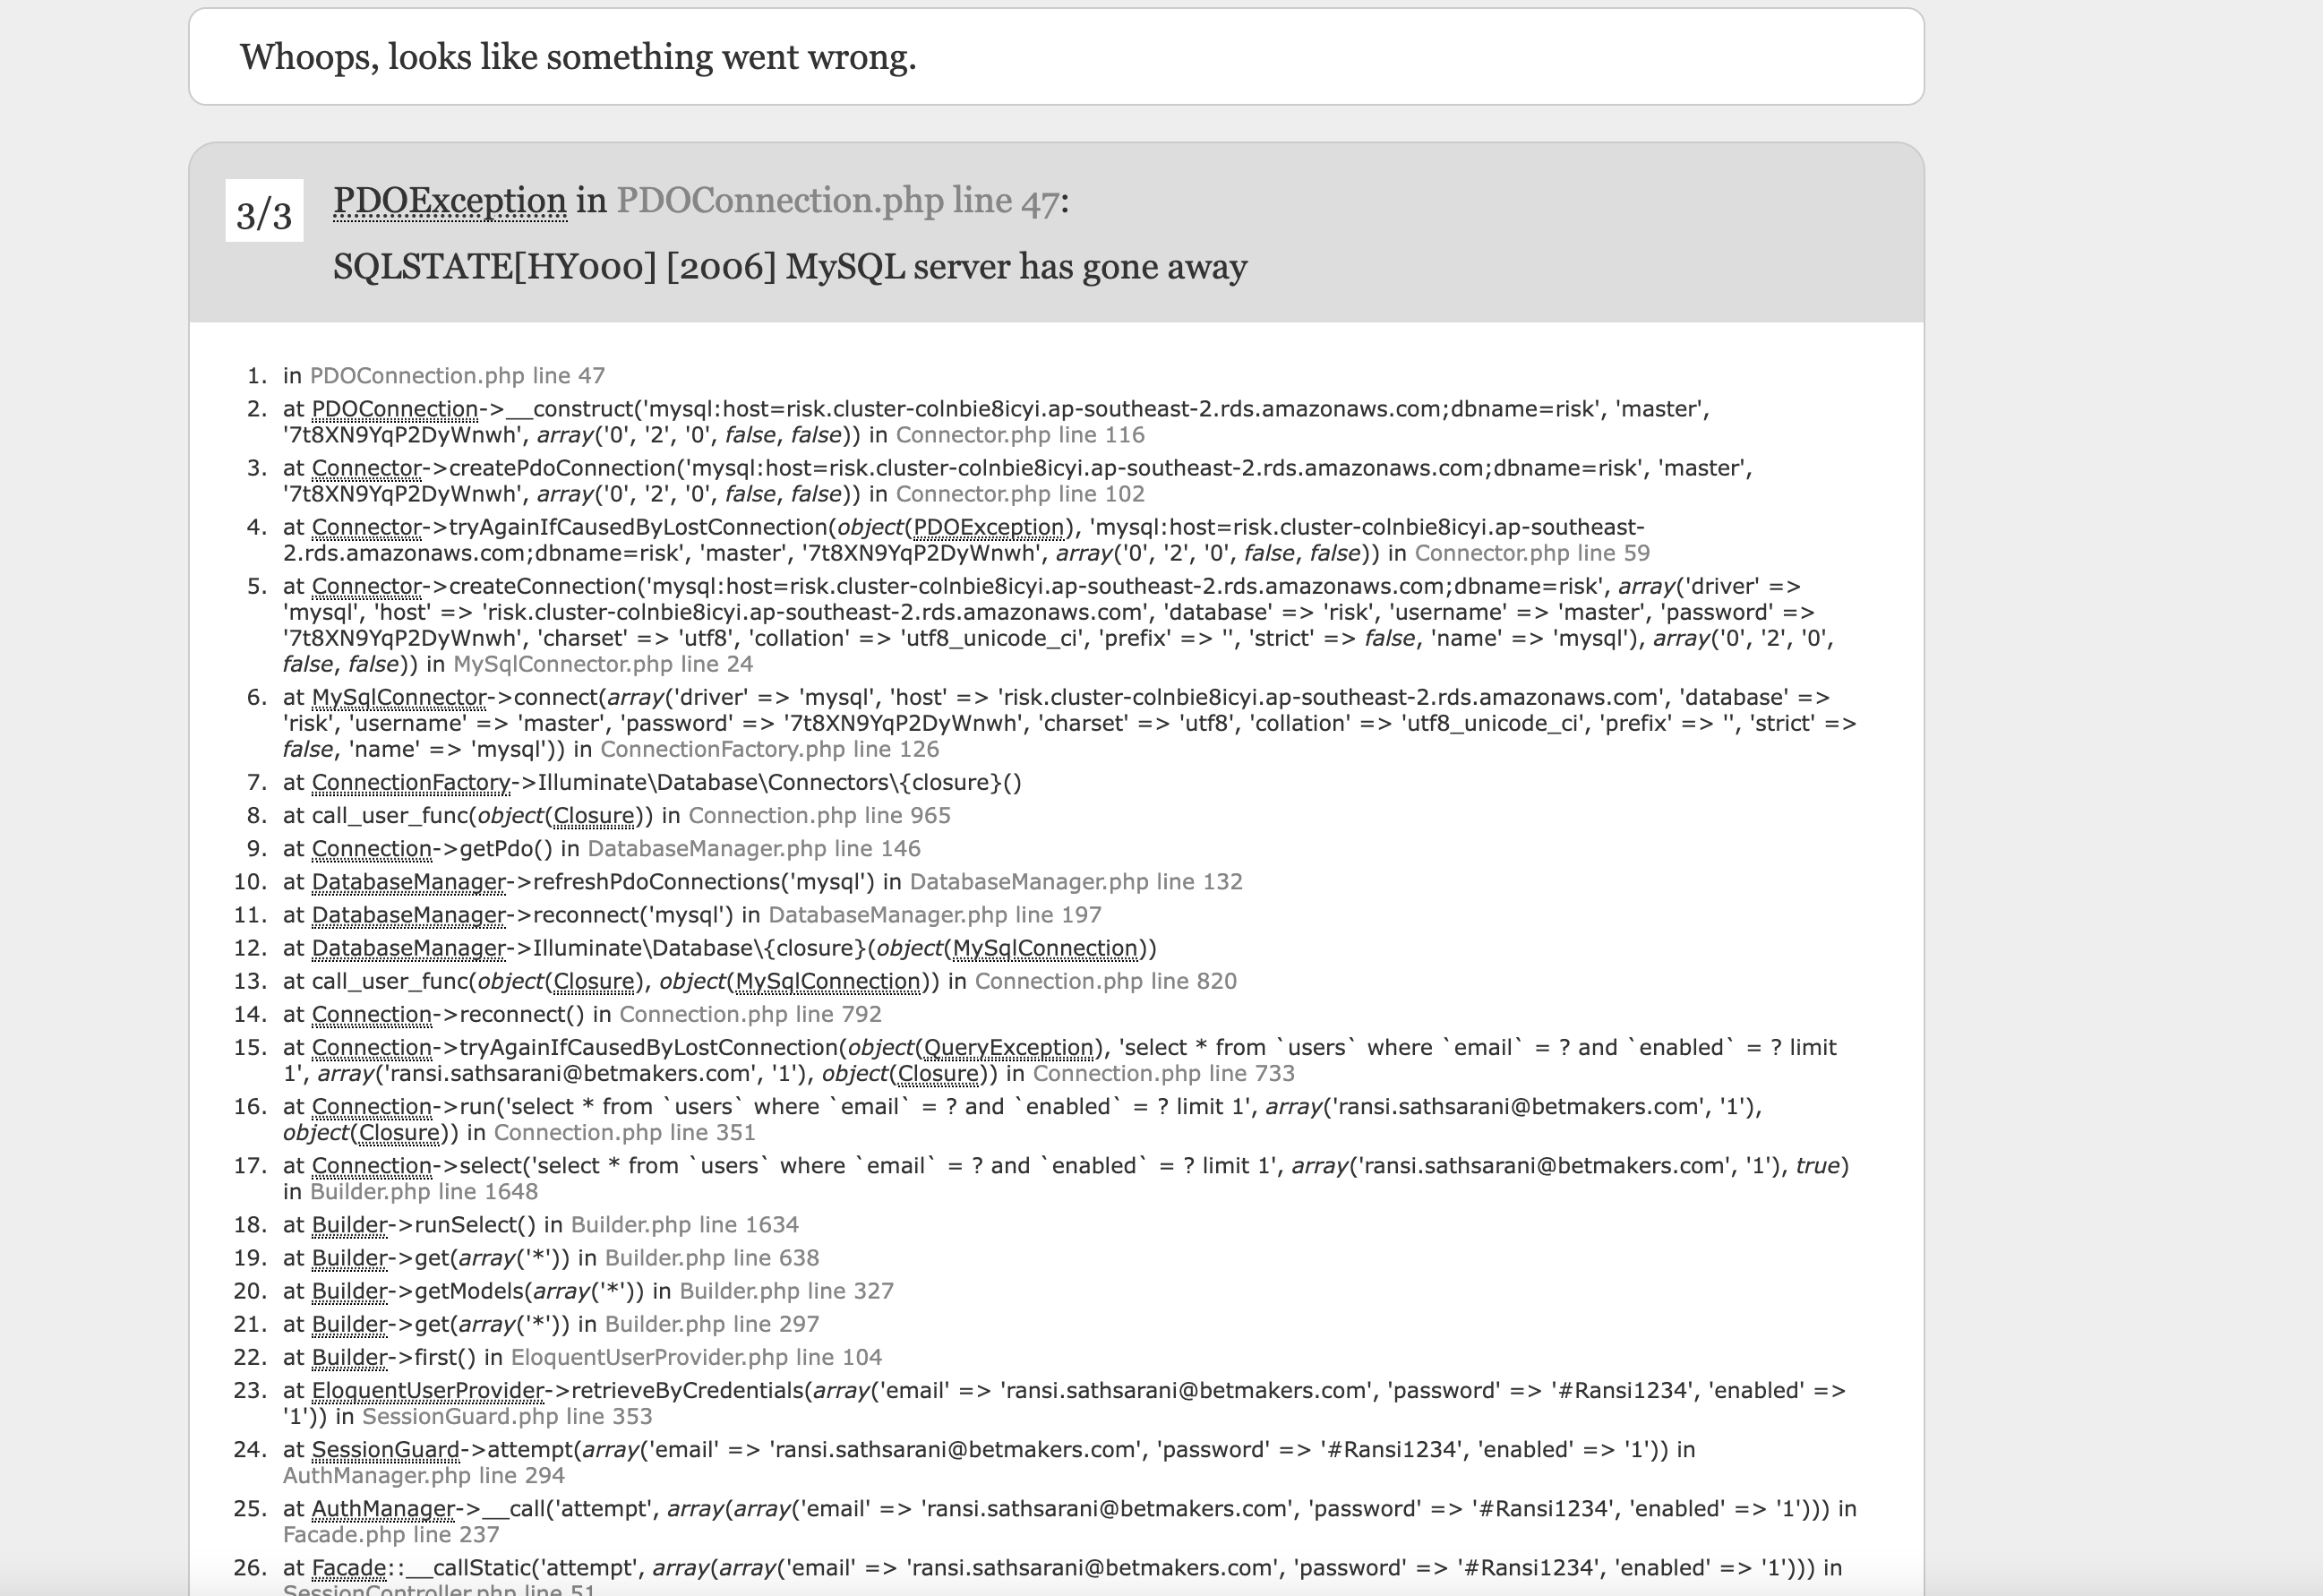 Whoops, looks like something went wrong.
3/3
PDOException in PDOConnection.php line 47:
SQLSTATE[HY000] [2006] MySQL server has gone away
1. in PDOConnection.php line 47
2. at PDOConnection->__construct('mysql:host=risk.cluster-colnbie8icyi.ap-southeast-2.rds.amazonaws.com;dbname=risk', 'master',
'7t8XN9YqP2DyWnwh', array('0', '2', '0', false, false)) in Connector.php line 116
3. at Connector->createPdoConnection('mysql:host=risk.cluster-colnbie8icyi.ap-southeast-2.rds.amazonaws.com;dbname=risk', 'master',
'7t8XN9YqP2DyWnwh', array('0', '2', '0', false, false)) in Connector.php line 102
4. at Connector->tryAgainIfCausedByLostConnection(object(PDOException), 'mysql:host=risk.cluster-colnbie8icyi.ap-southeast-
2.rds.amazonaws.com;dbname=risk', 'master', '7t8XN9YqP2DyWnwh', array('0', '2', '0', false, false)) in Connector.php line 59
5. at Connector->createConnection('mysql:host=risk.cluster-colnbie8icyi.ap-southeast-2.rds.amazonaws.com;dbname=risk', array('driver' =>
'mysql', 'host' => 'risk.cluster-colnbie8icyi.ap-southeast-2.rds.amazonaws.com', 'database' => 'risk', 'username' => 'master', 'password' =>
'7t8XN9YqP2DyWnwh', 'charset' => 'utf8', 'collation' => 'utf8_unicode_ci', 'prefix' => '', 'strict' => false, 'name' => 'mysql'), array('0', '2', '0',
false, false)) in MySqlConnector.php line 24
6. at MySqlConnector->connect(array('driver' => 'mysql', 'host' => 'risk.cluster-colnbie8icyi.ap-southeast-2.rds.amazonaws.com', 'database' =>
'risk', 'username' => 'master', 'password' => '7t8XN9YqP2DyWnwh', 'charset' => 'utf8', 'collation' => 'utf8_unicode_ci', 'prefix' => '', 'strict' =>
false, 'name' => 'mysql')) in ConnectionFactory.php line 126
7. at ConnectionFactory->Illuminate\Database\Connectors\{closure}()
8. at call_user_func(object(Closure)) in Connection.php line 965
9. at Connection->getPdo() in DatabaseManager.php line 146
10. at DatabaseManager->refreshPdoConnections('mysql') in DatabaseManager.php line 132
11. at DatabaseManager->reconnect('mysql') in DatabaseManager.php line 197
12. at DatabaseManager->Illuminate\Database\{closure}(object(MySqlConnection))
13. at call_user_func(object(Closure), object(MySqlConnection)) in Connection.php line 820
14. at Connection->reconnect() in Connection.php line 792
15. at Connection->tryAgainIfCausedByLostConnection(object(QueryException), 'select * from `users` where `email` = ? and `enabled` = ? limit
1', array('ransi.sathsarani@betmakers.com', '1'), object(Closure)) in Connection.php line 733
16. at Connection->run('select * from `users` where `email` = ? and `enabled` = ? limit 1', array('ransi.sathsarani@betmakers.com', '1'),
object(Closure)) in Connection.php line 351
17. at Connection->select('select * from `users` where `email` = ? and `enabled` = ? limit 1', array('ransi.sathsarani@betmakers.com', '1'), true)
in Builder.php line 1648
18. at Builder->runSelect() in Builder.php line 1634
19. at Builder->get(array('*')) in Builder.php line 638
20. at Builder->getModels(array('*')) in Builder.php line 327
21. at Builder->get(array('*')) in Builder.php line 297
22. at Builder->first() in EloquentUserProvider.php line 104
23. at EloquentUserProvider->retrieveByCredentials(array('email' => 'ransi.sathsarani@betmakers.com', 'password' => '#Ransi1234', 'enabled' =>
'1')) in SessionGuard.php line 353
24. at SessionGuard->attempt(array('email' => 'ransi.sathsarani@betmakers.com', 'password' => '#Ransi1234', 'enabled' => '1')) in
AuthManager.php line 294
25. at AuthManager->__call('attempt', array(array('email' => 'ransi.sathsarani@betmakers.com', 'password' => '#Ransi1234', 'enabled' => '1'))) in
Facade.php line 237
26. at Facade::__callStatic('attempt', array(array('email' => 'ransi.sathsarani@betmakers.com', 'password' => '#Ransi1234', 'enabled' => '1'))) in
SessionController.php line 51